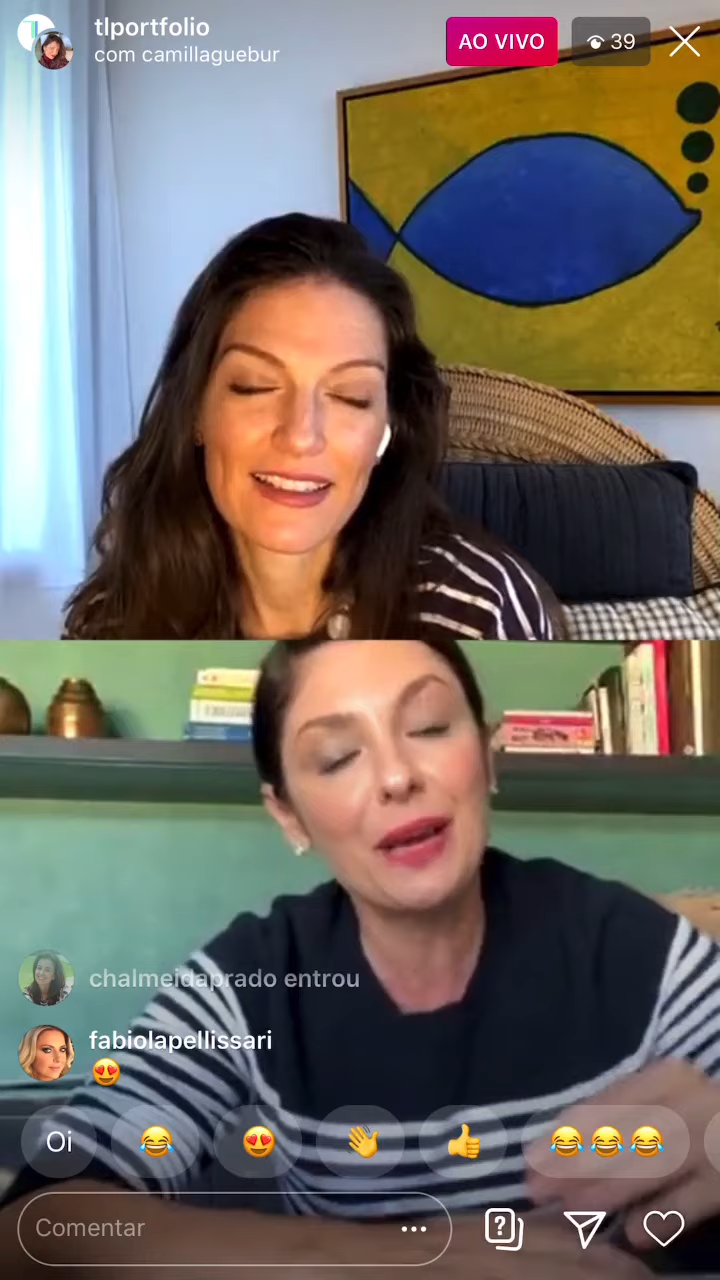 tlportfolio
com camillaguebur
AO VIVO
39
chalmeidaprado entrou
fabiolapellissari
😍
Oi
😂
😍
👋
👍
😂😂😂
Comentar